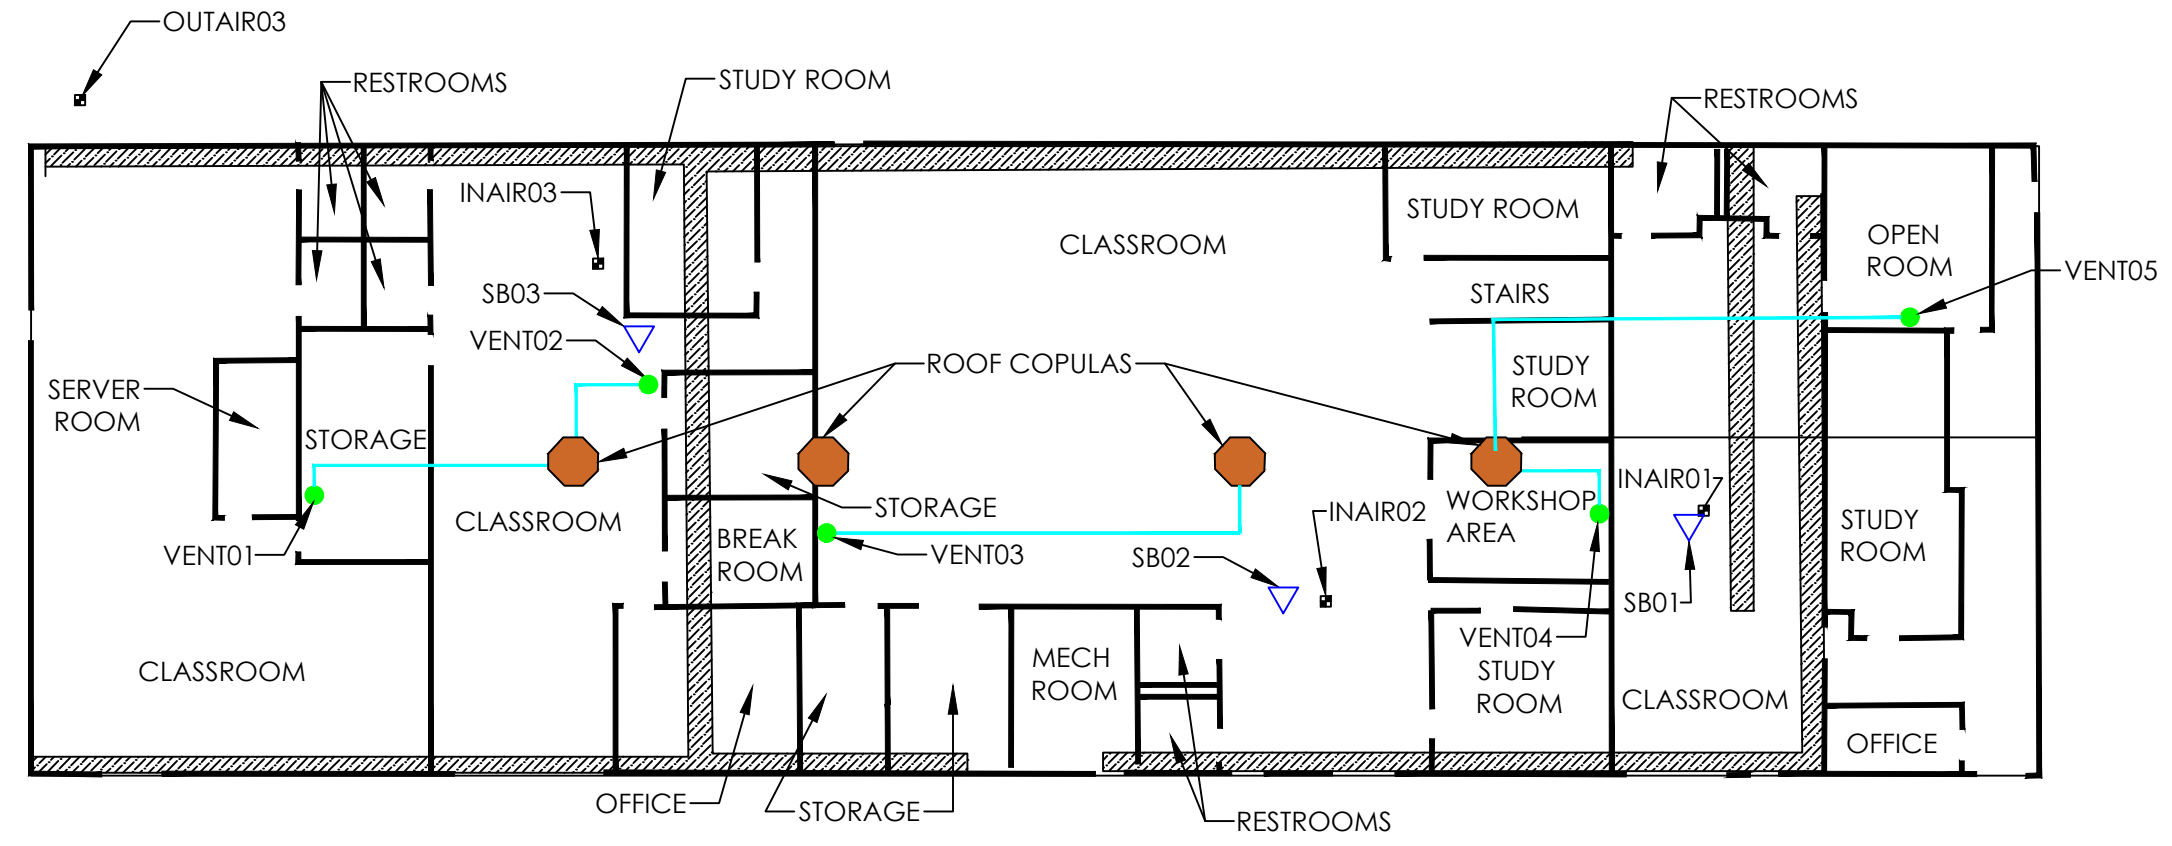 OUTAIR03
RESTROOMS
STUDY ROOM
RESTROOMS
INAIR03
STUDY ROOM
CLASSROOM
OPEN
ROOM
VENT05
SB03
STAIRS
VENT02
ROOF COPULAS
SERVER
ROOM
STUDY
ROOM
STORAGE
INAIR01
WORKSHOP
AREA
STORAGE
INAIR02
CLASSROOM
STUDY
ROOM
BREAK
ROOM
VENT01
VENT03
SB02
SB01
VENT04
MECH
ROOM
STUDY
ROOM
CLASSROOM
CLASSROOM
OFFICE
OFFICE
STORAGE
RESTROOMS